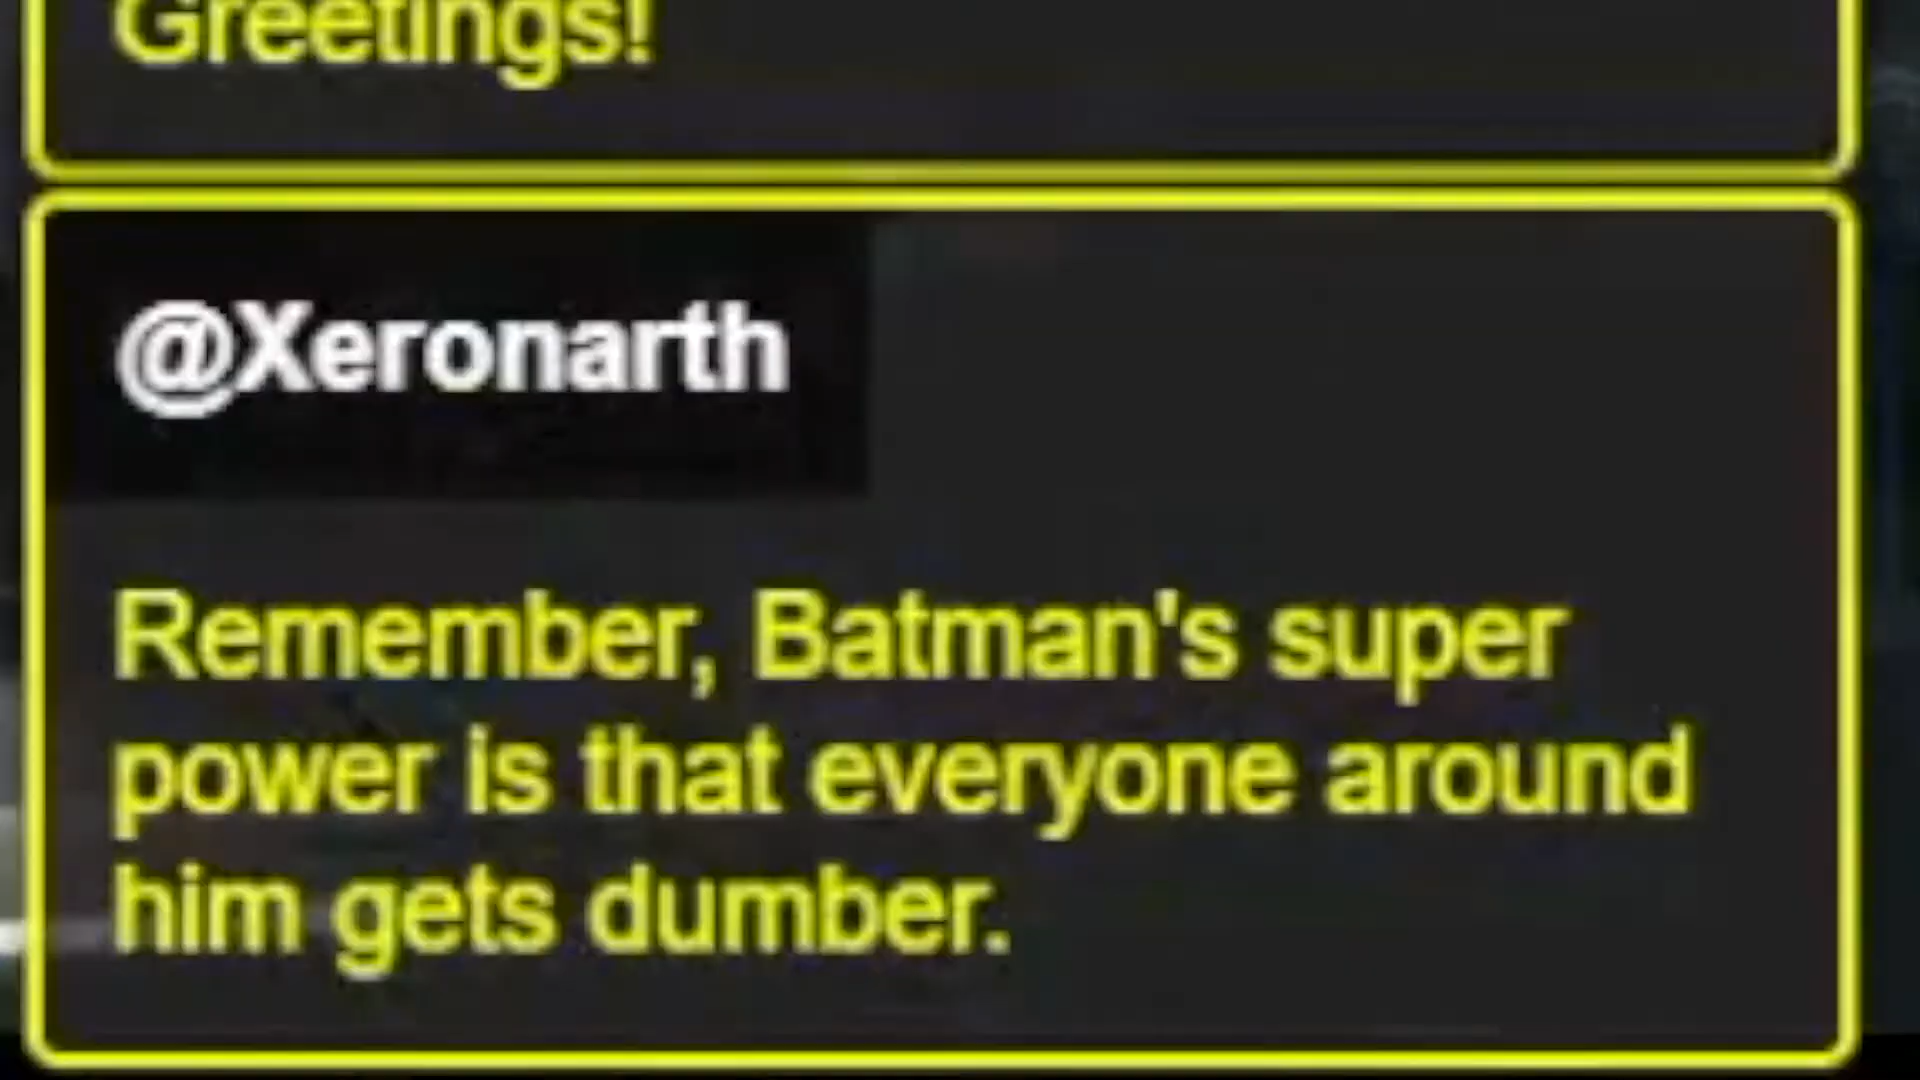 Greetings!
@Xeronarth
Remember, Batman's super
power is that everyone around
him gets dumber.